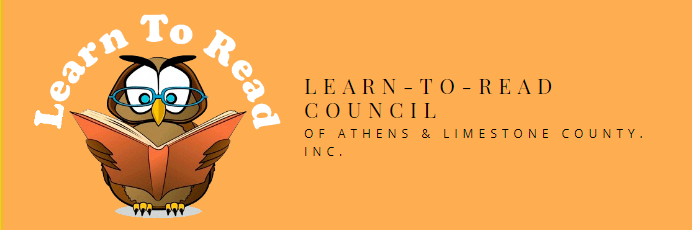 Learn To Read
LEARN-TO-READ
COUNCIL
OF ATHENS & LIMESTONE COUNTY.
INC.